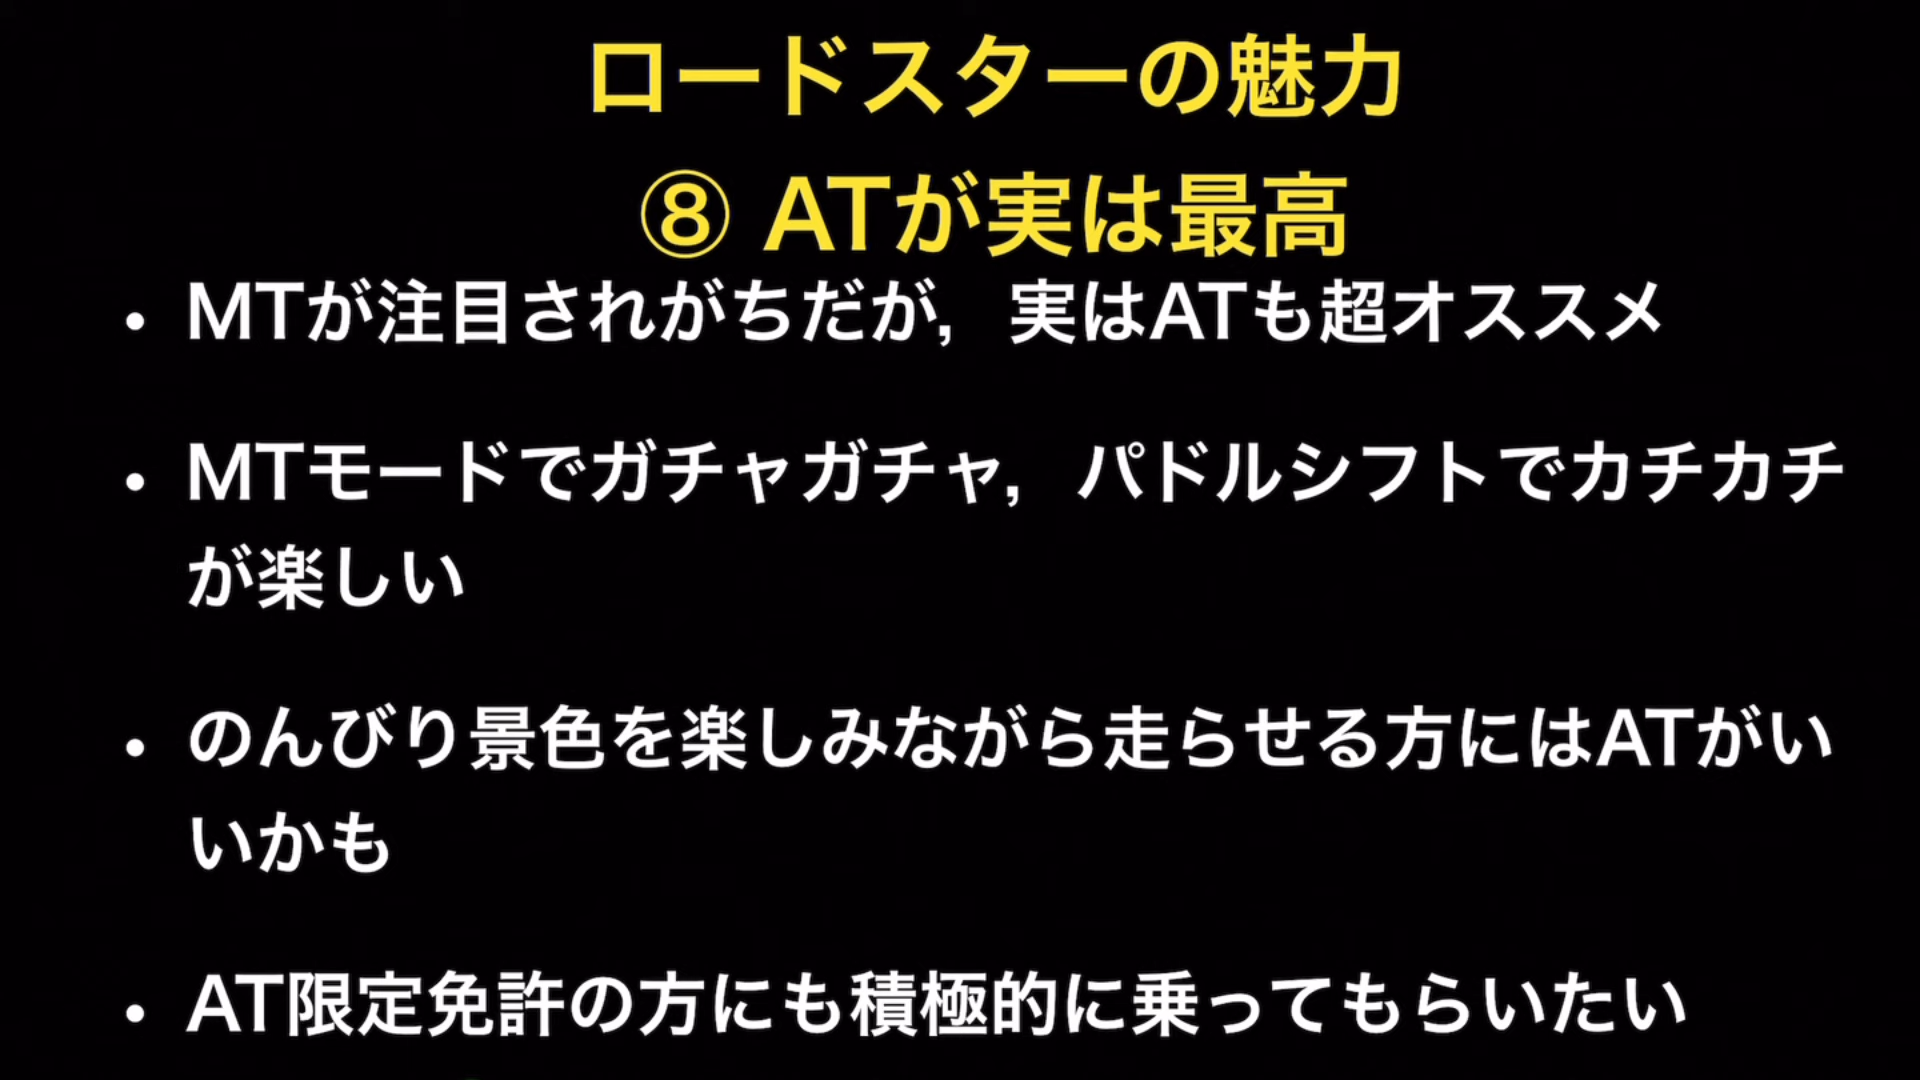 ロードスターの魅力
⑧ ATが実は最高
• MTが注目されがちだが，実はATも超オススメ
• MTモードでガチャガチャ，パドルシフトでカチカチ
が楽しい
• のんびり景色を楽しみながら走らせる方にはATがい
いかも
• AT限定免許の方にも積極的に乗ってもらいたい